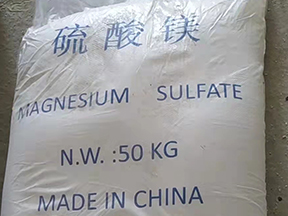 硫酸镁
MAGNESIUM SULFATE
N.W. :50 KG
MADE IN CHINA